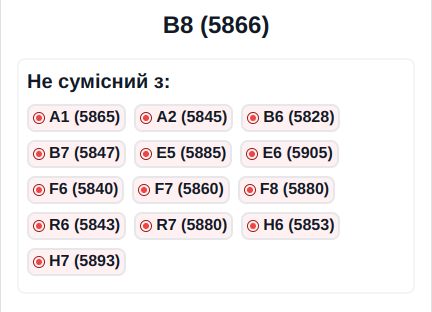 B8 (5866)
Не сумісний з:
A1 (5865) A2 (5845) B6 (5828)
B7 (5847) E5 (5885) E6 (5905)
F6 (5840) F7 (5860) F8 (5880)
R6 (5843) R7 (5880) H6 (5853)
H7 (5893)